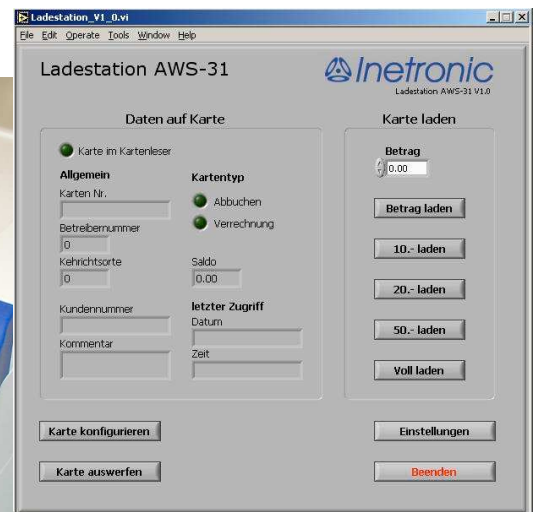 Ladestation_V1_0.vi
File Edit Operate Tools Window Help
Ladestation AWS-31
Inetronic
Ladestation AWS-31 V1.0
Daten auf Karte
Karte im Kartenleser
Allgemein
Karten Nr.
Betreibernummer
0
Kehrichtsorte
0
Kundennummer
Kommentar
Kartentyp
Abbuchen
Verrechnung
Saldo
0.00
letzter Zugriff
Datum
Zeit
Karte laden
Betrag
0.00
Betrag laden
10.- laden
20.- laden
50.- laden
Voll laden
Karte konfigurieren
Einstellungen
Karte auswerfen
Beenden